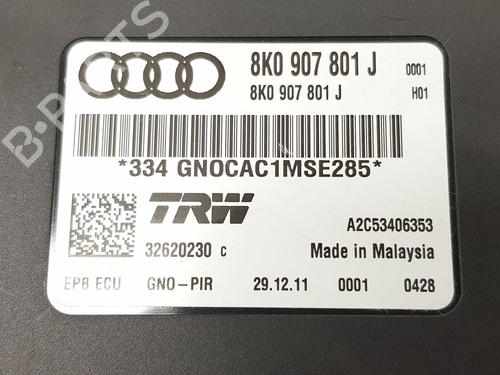 B-PARTS
8K0 907 801 J 0001
8K0 907 801 J H01
*334 GNOCAC1MSE285*
TRW
A2C53406353
32620230 C Made in Malaysia
EPB ECU GNO-PIR 29.12.11 0001 0428